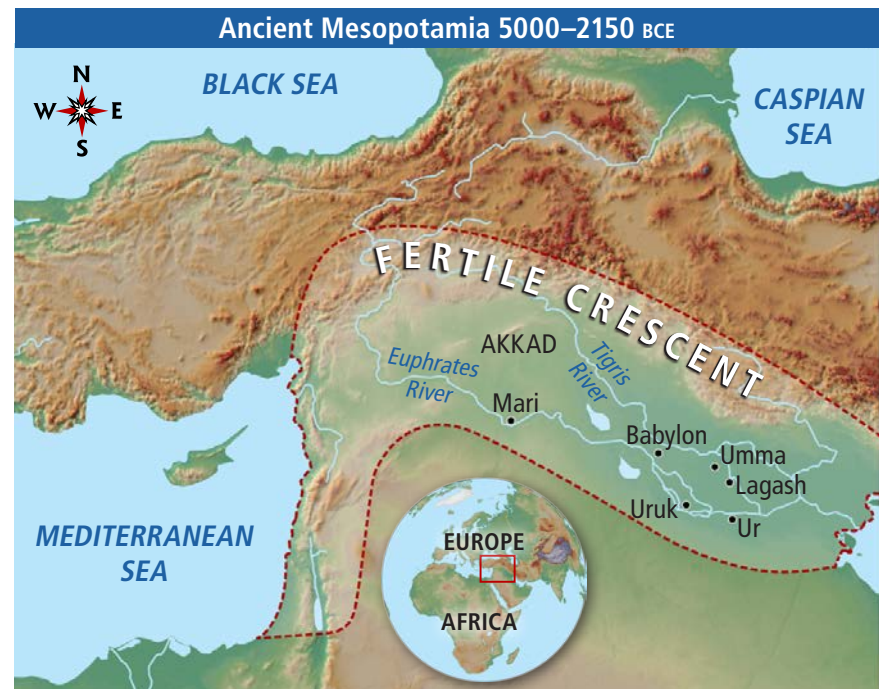 Ancient Mesopotamia 5000–2150 BCE
N
W E
S
BLACK SEA
CASPIAN
SEA
FERTILE CRESCENT
AKKAD
Tigris
River
Euphrates
River
Mari
Babylon
Umma
Lagash
Uruk
Ur
MEDITERRANEAN
SEA
EUROPE
AFRICA